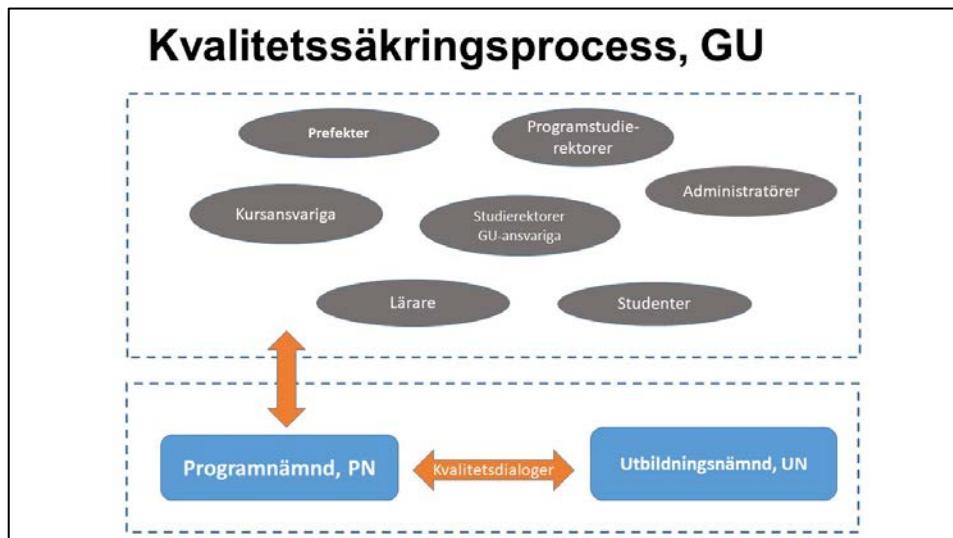 Kvalitetssäkringsprocess, GU
Prefekter
Programstudie-
rektorer
Administratörer
Kursansvariga
Studierektorer
GU-ansvariga
Lärare
Studenter
Programnämnd, PN
Kvalitetsdialoger
Utbildningsnämnd, UN